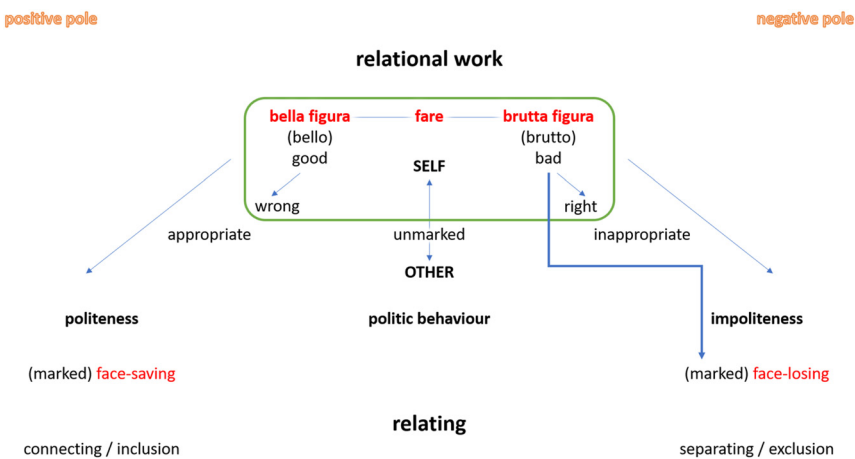 positive pole
negative pole
relational work
bella figura fare brutta figura
(bello) (brutto)
good bad
SELF
wrong right
appropriate unmarked inappropriate
OTHER
politeness politic behaviour impoliteness
(marked) face-saving (marked) face-losing
relating
connecting / inclusion separating / exclusion